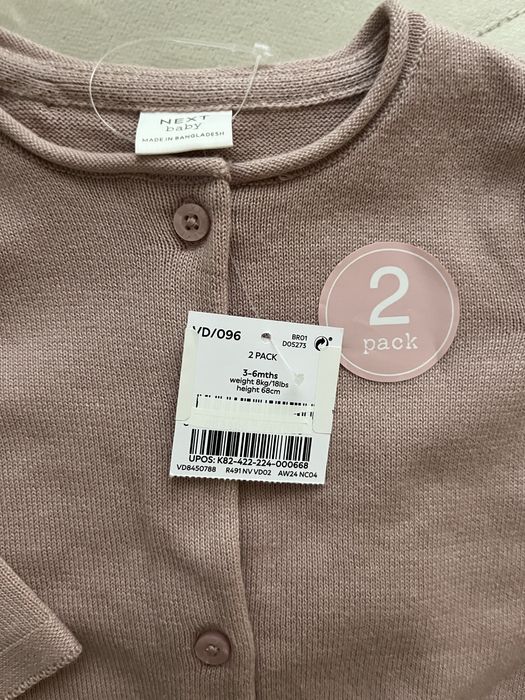 NEXT
baby
MADE IN BANGLADESH
2
pack
VD/096
BR01
D05273
2 PACK
3-6mths
weight 8kg/18lbs
height 68cm
UPOS: K82-422-224-000668
VD8450788 R491 NV VD02 AW24 NC04